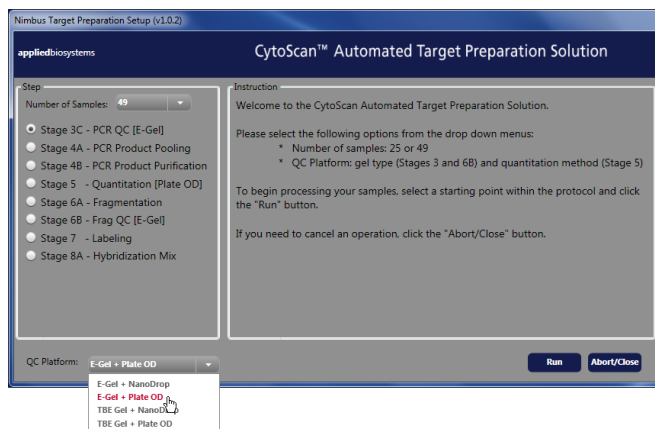 Nimbus Target Preparation Setup (v1.0.2)
appliedbiosystems
CytoScan™ Automated Target Preparation Solution
Step
Number of Samples: 49
Stage 3C - PCR QC [E-Gel]
Stage 4A - PCR Product Pooling
Stage 4B - PCR Product Purification
Stage 5 - Quantitation [Plate OD]
Stage 6A - Fragmentation
Stage 6B - Frag QC [E-Gel]
Stage 7 - Labeling
Stage 8A - Hybridization Mix
Instruction
Welcome to the CytoScan Automated Target Preparation Solution.
Please select the following options from the drop down menus:
* Number of samples: 25 or 49
* QC Platform: gel type (Stages 3 and 6B) and quantitation method (Stage 5)
To begin processing your samples, select a starting point within the protocol and click
the "Run" button.
If you need to cancel an operation, click the "Abort/Close" button.
QC Platform: E-Gel + Plate OD
Run Abort/Close
E-Gel + NanoDrop
E-Gel + Plate OD
TBE Gel + NanoDrop
TBE Gel + Plate OD